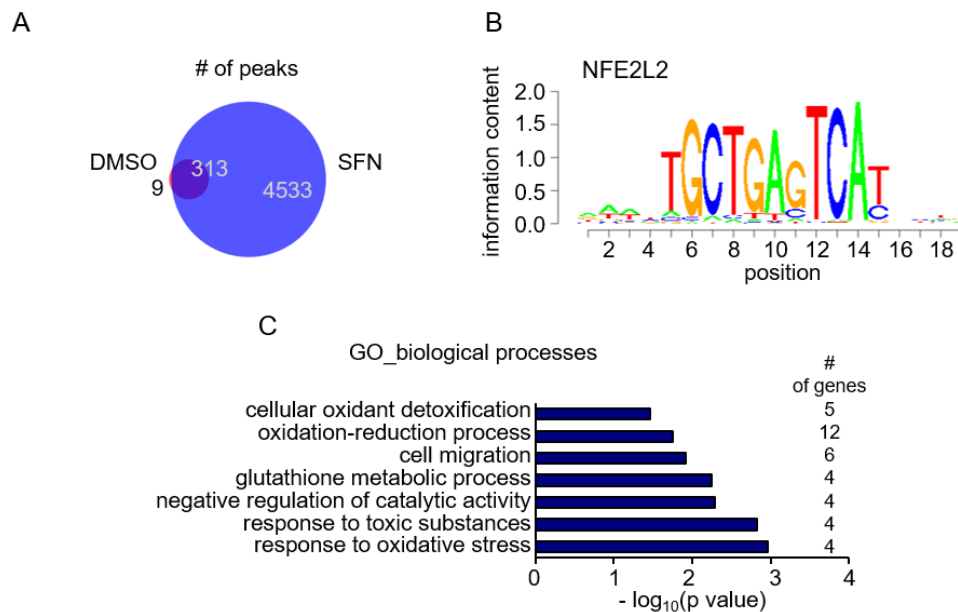 A
# of peaks
DMSO
9
313
4533
SFN
B
NFE2L2
information content
2.0
1.5
1.0
0.5
0.0
TGCTGAGTCAT
2 4 6 8 10 12 14 16 18
position
C
GO_biological processes
#
of genes
cellular oxidant detoxification 5
oxidation-reduction process 12
cell migration 6
glutathione metabolic process 4
negative regulation of catalytic activity 4
response to toxic substances 4
response to oxidative stress 4
0 1 2 3 4
- log10(p value)